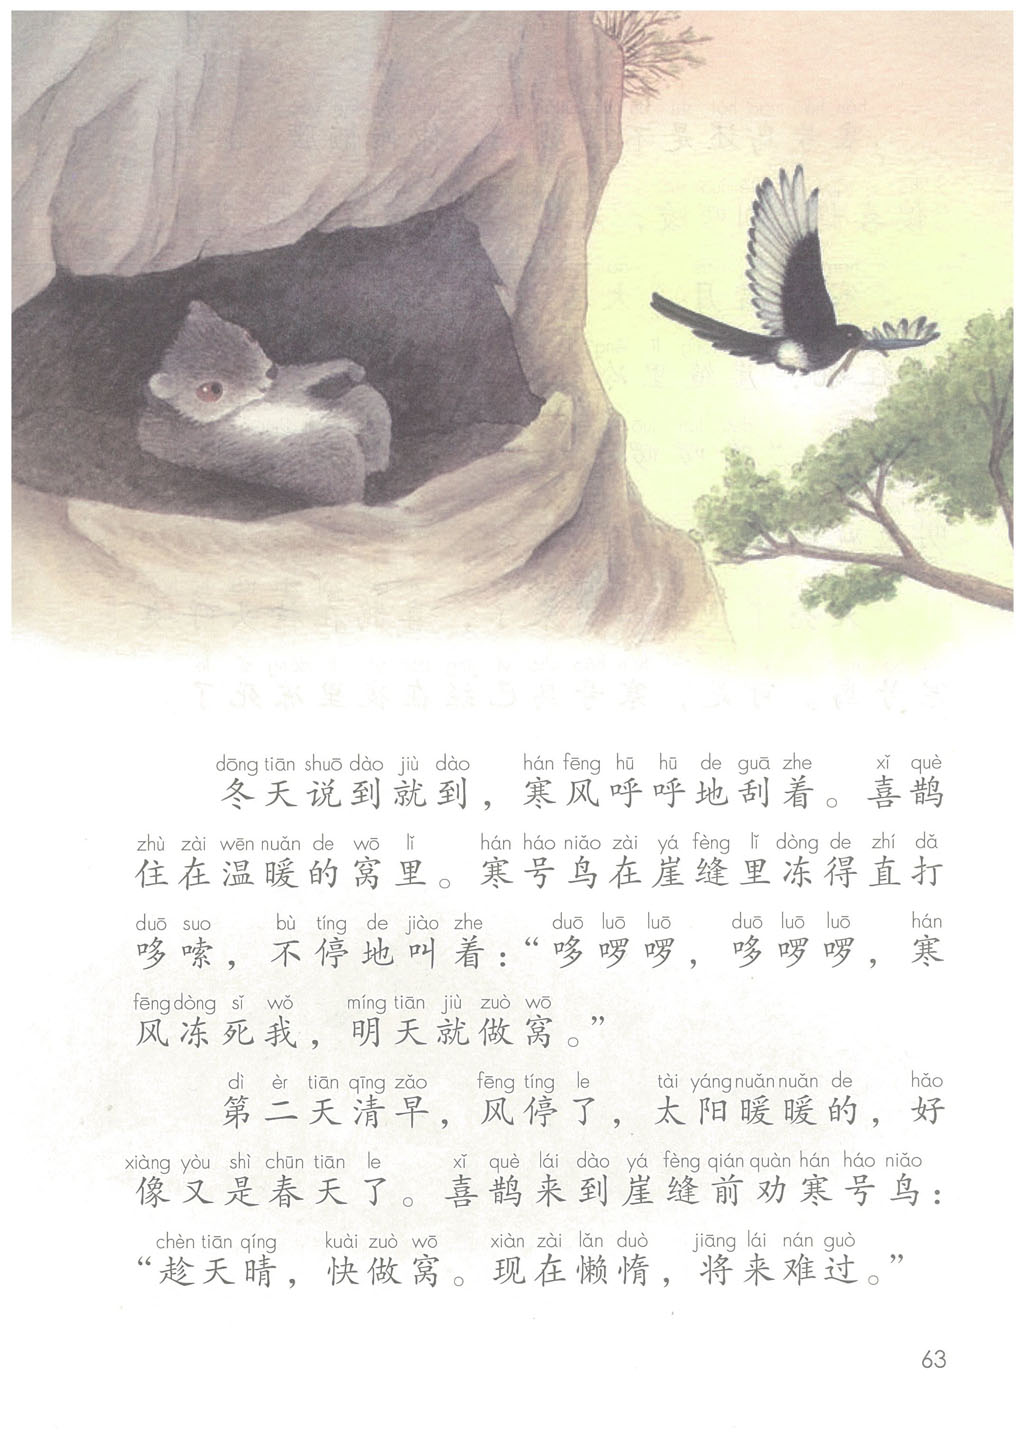 dōng tiān shuō dào jiù dào hán fēng hū hū de guā zhe xǐ què
冬天说到就到，寒风呼呼地刮着。喜鹊
zhù zài wēn nuǎn de wō lǐ hán háo niǎo zài yá fèng lǐ dòng de zhí dǎ
住在温暖的窝里。寒号鸟在崖缝里冻得直打
duō suo bù tíng de jiào zhe duō luō luō duō luō luō hán
哆嗦，不停地叫着：“哆啰啰，哆啰啰，寒
fēng dòng sǐ wǒ míng tiān jiù zuò wō
风冻死我，明天就做窝。”
dì èr tiān qīng zǎo fēng tíng le tài yáng nuǎn nuǎn de hǎo
第二天清早，风停了，太阳暖暖的，好
xiàng yòu shì chūn tiān le xǐ què lái dào yá fèng qián quàn hán háo niǎo
像又是春天了。喜鹊来到崖缝前劝寒号鸟：
chèn tiān qíng kuài zuò wō xiàn zài lǎn duò jiāng lái nán guò
“趁天晴，快做窝。现在懒惰，将来难过。”
63